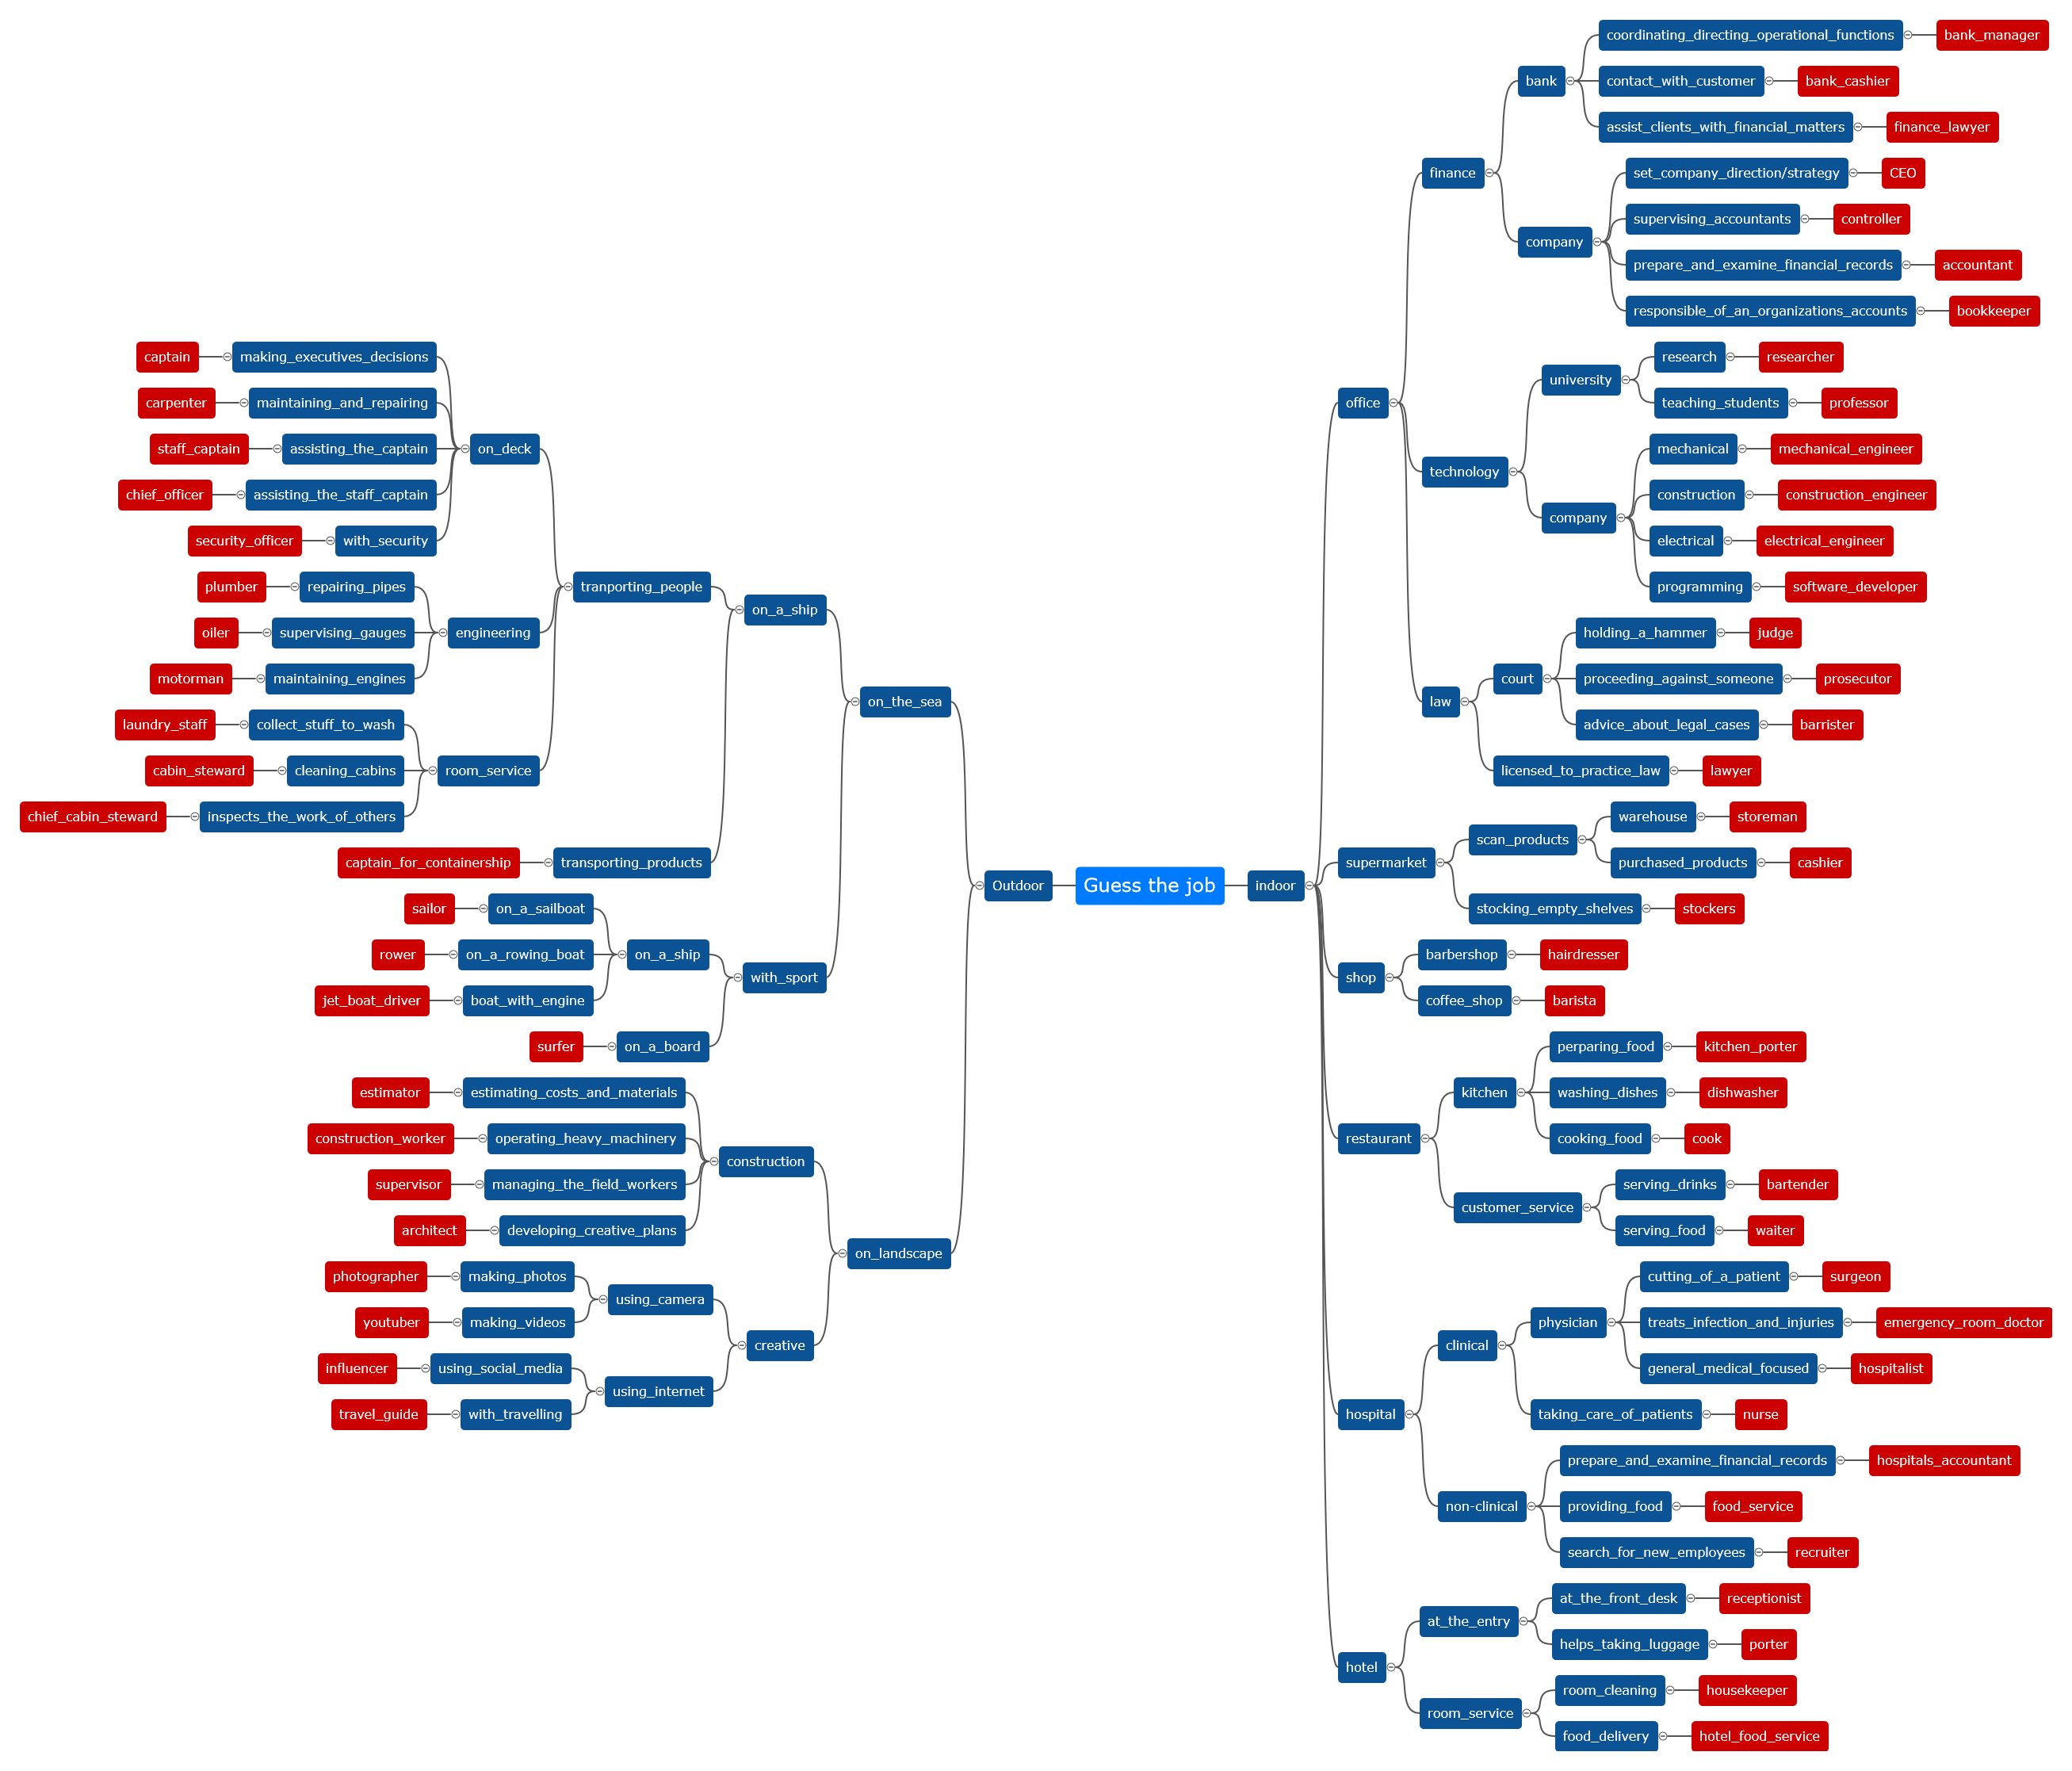 Guess the job
Outdoor
on_the_sea
on_a_ship
tranporting_people
on_deck
making_executives_decisions
captain
maintaining_and_repairing
carpenter
assisting_the_captain
staff_captain
assisting_the_staff_captain
chief_officer
with_security
security_officer
engineering
repairing_pipes
plumber
supervising_gauges
oiler
maintaining_engines
motorman
room_service
collect_stuff_to_wash
laundry_staff
cleaning_cabins
cabin_steward
inspects_the_work_of_others
chief_cabin_steward
transporting_products
captain_for_containership
with_sport
on_a_ship
on_a_sailboat
sailor
on_a_rowing_boat
rower
boat_with_engine
jet_boat_driver
on_a_board
surfer
on_landscape
construction
estimating_costs_and_materials
estimator
operating_heavy_machinery
construction_worker
managing_the_field_workers
supervisor
developing_creative_plans
architect
creative
using_camera
making_photos
photographer
making_videos
youtuber
using_internet
using_social_media
influencer
with_travelling
travel_guide
indoor
office
finance
bank
coordinating_directing_operational_functions
bank_manager
contact_with_customer
bank_cashier
assist_clients_with_financial_matters
finance_lawyer
company
set_company_direction/strategy
CEO
supervising_accountants
controller
prepare_and_examine_financial_records
accountant
responsible_of_an_organizations_accounts
bookkeeper
technology
university
research
researcher
teaching_students
professor
company
mechanical
mechanical_engineer
construction
construction_engineer
electrical
electrical_engineer
programming
software_developer
law
court
holding_a_hammer
judge
proceeding_against_someone
prosecutor
advice_about_legal_cases
barrister
licensed_to_practice_law
lawyer
supermarket
scan_products
warehouse
storeman
purchased_products
cashier
stocking_empty_shelves
stockers
shop
barbershop
hairdresser
coffee_shop
barista
restaurant
kitchen
perparing_food
kitchen_porter
washing_dishes
dishwasher
cooking_food
cook
customer_service
serving_drinks
bartender
serving_food
waiter
hospital
clinical
physician
cutting_of_a_patient
surgeon
treats_infection_and_injuries
emergency_room_doctor
general_medical_focused
hospitalist
taking_care_of_patients
nurse
non-clinical
prepare_and_examine_financial_records
hospitals_accountant
providing_food
food_service
search_for_new_employees
recruiter
hotel
at_the_entry
at_the_front_desk
receptionist
helps_taking_luggage
porter
room_service
room_cleaning
housekeeper
food_delivery
hotel_food_service